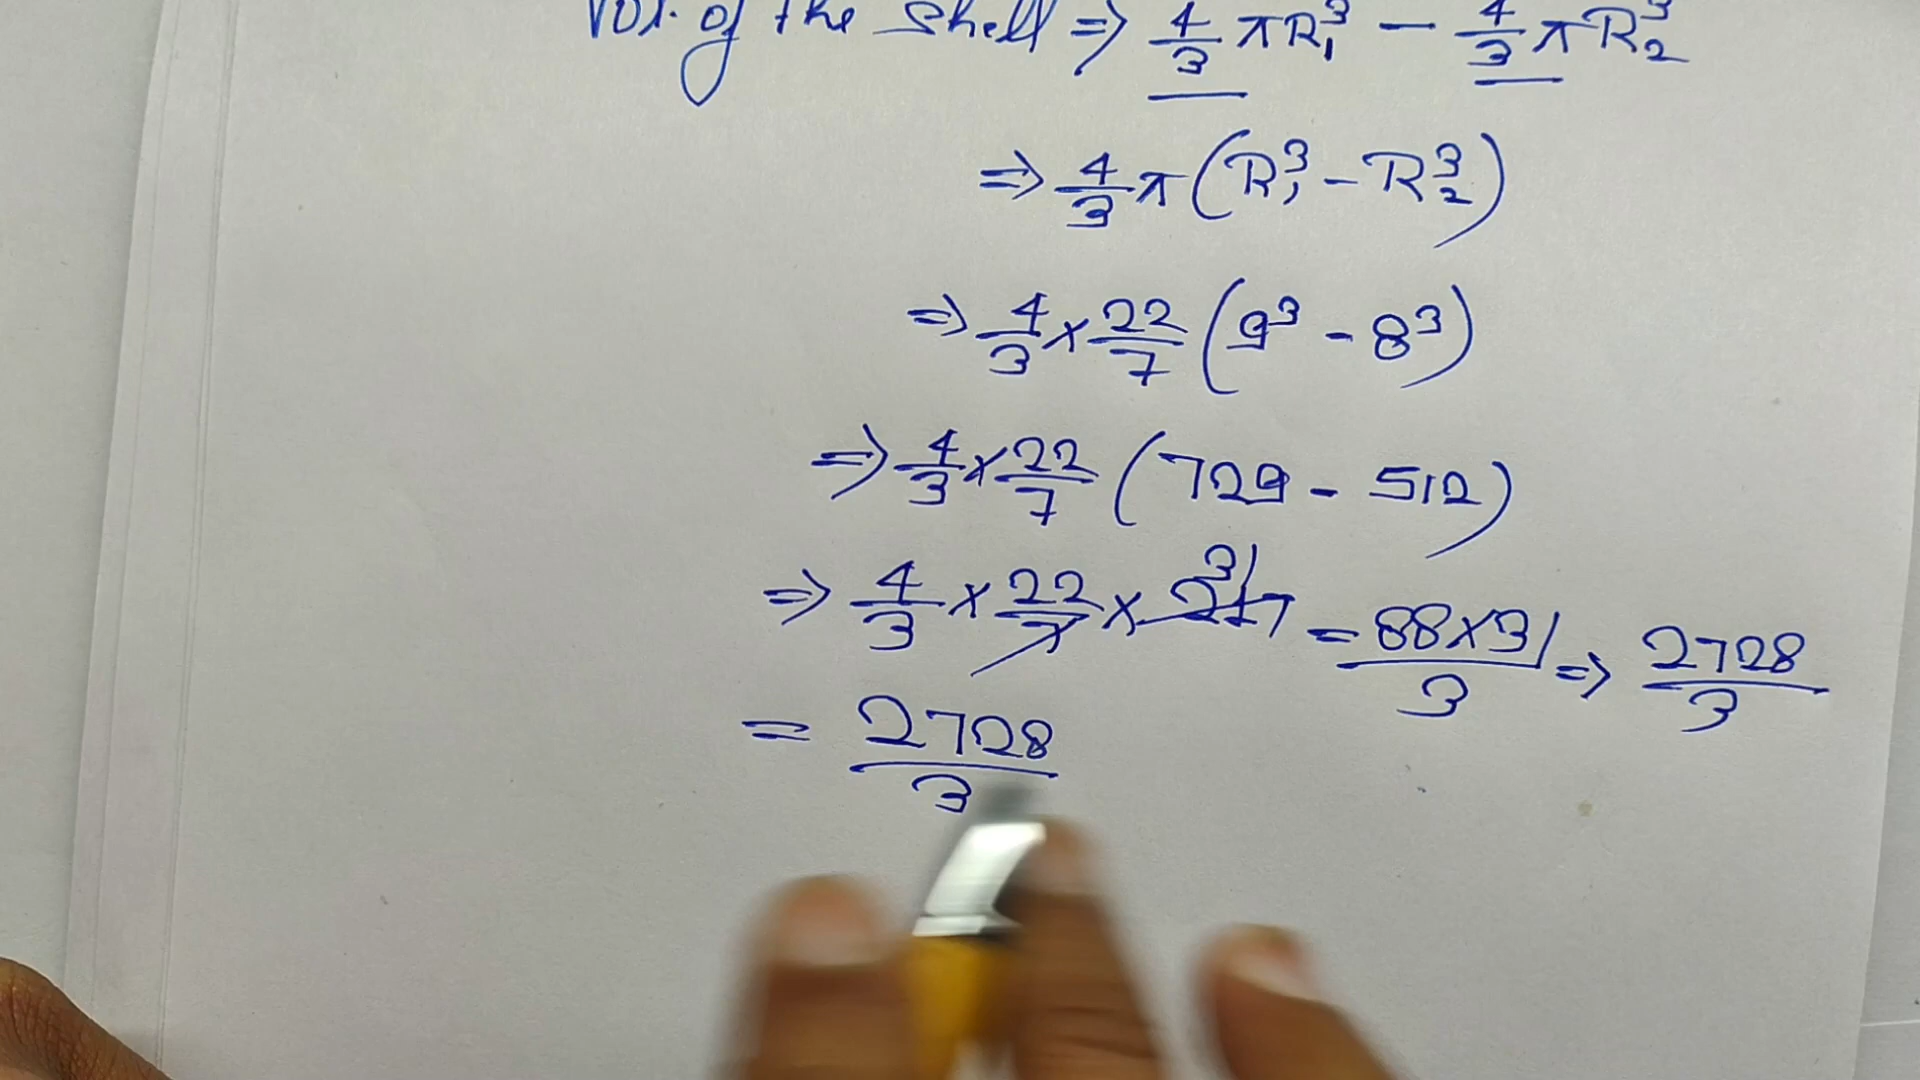 Vol. of the Shell ⇒ 4/3 πR₁³ − 4/3 πR₂³
⇒ 4/3 π (R₁³ − R₂³)
⇒ 4/3 × 22/7 (9³ − 8³)
⇒ 4/3 × 22/7 (729 − 512)
⇒ 4/3 × 22/7 × 217 31 = 88×31/3 ⇒ 2728/3
= 2728/3